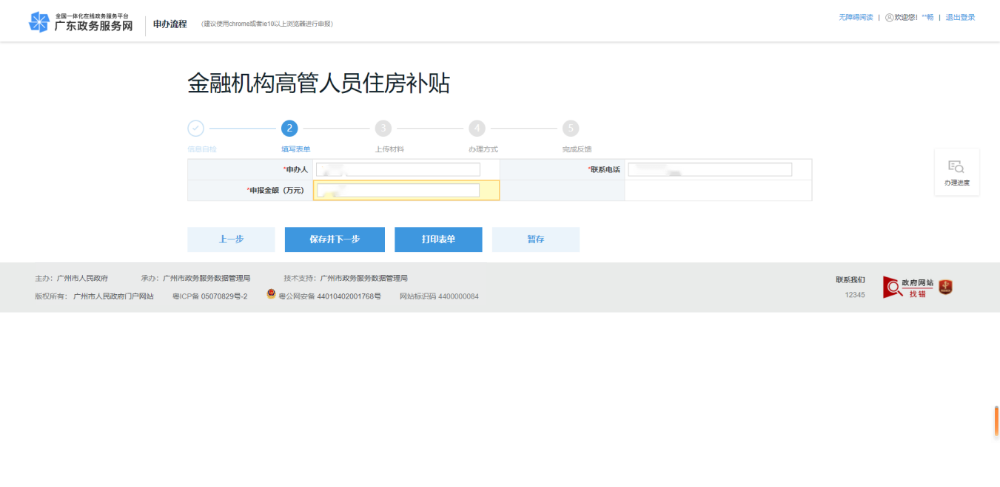 全国一体化在线政务服务平台
广东政务服务网
申办流程 (建议使用chrome或者ie10以上浏览器进行申报)
无障碍阅读 | 欢迎您! **畅 | 退出登录
金融机构高管人员住房补贴
2 3 4 5
信息自检 填写表单 上传材料 办理方式 完成反馈
*申办人 *联系电话
*申报金额（万元）
办理进度
上一步 保存并下一步 打印表单 暂存
主办：广州市人民政府 承办：广州市政务服务数据管理局 技术支持：广州市政务服务数据管理局
版权所有： 广州市人民政府门户网站 粤ICP备 05070829号-2 粤公网安备 44010402001768号 网站标识码 4400000084
联系我们
12345
政府网站
找错